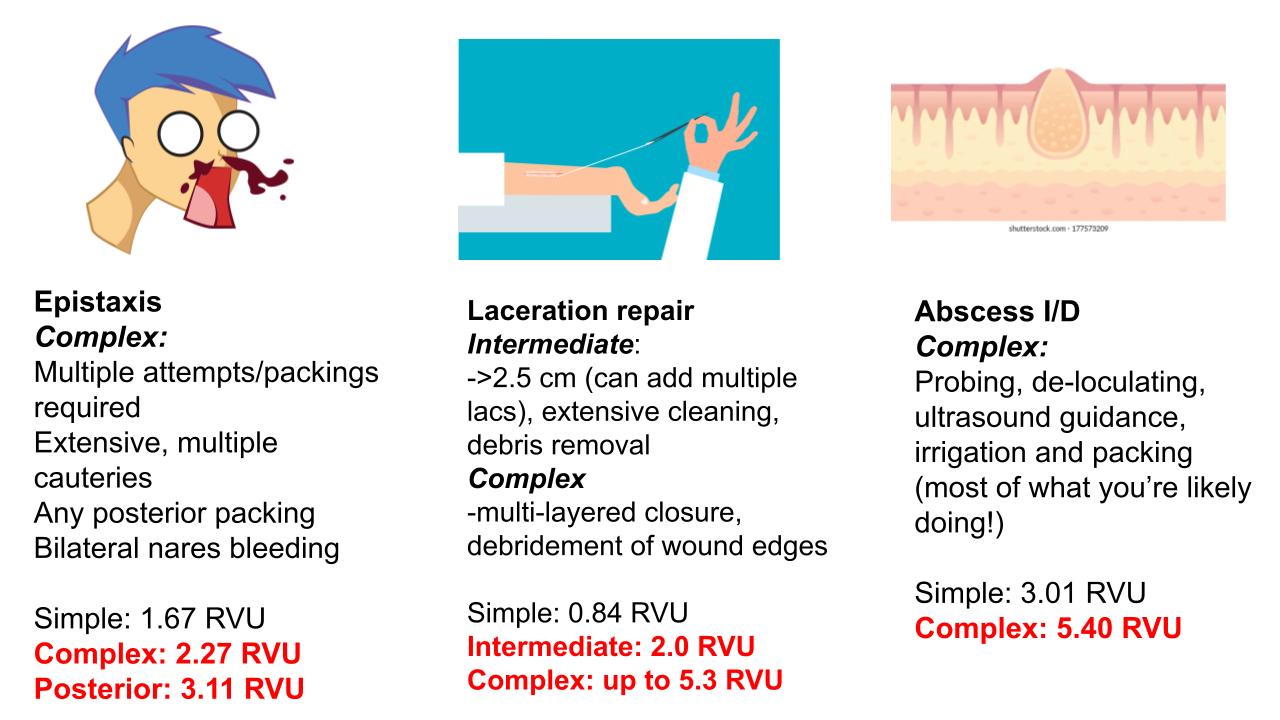 shutterstock.com · 177573209
Epistaxis
Complex:
Multiple attempts/packings
required
Extensive, multiple
cauteries
Any posterior packing
Bilateral nares bleeding
Simple: 1.67 RVU
Complex: 2.27 RVU
Posterior: 3.11 RVU
Laceration repair
Intermediate:
->2.5 cm (can add multiple
lacs), extensive cleaning,
debris removal
Complex
-multi-layered closure,
debridement of wound edges
Simple: 0.84 RVU
Intermediate: 2.0 RVU
Complex: up to 5.3 RVU
Abscess I/D
Complex:
Probing, de-loculating,
ultrasound guidance,
irrigation and packing
(most of what you’re likely
doing!)
Simple: 3.01 RVU
Complex: 5.40 RVU